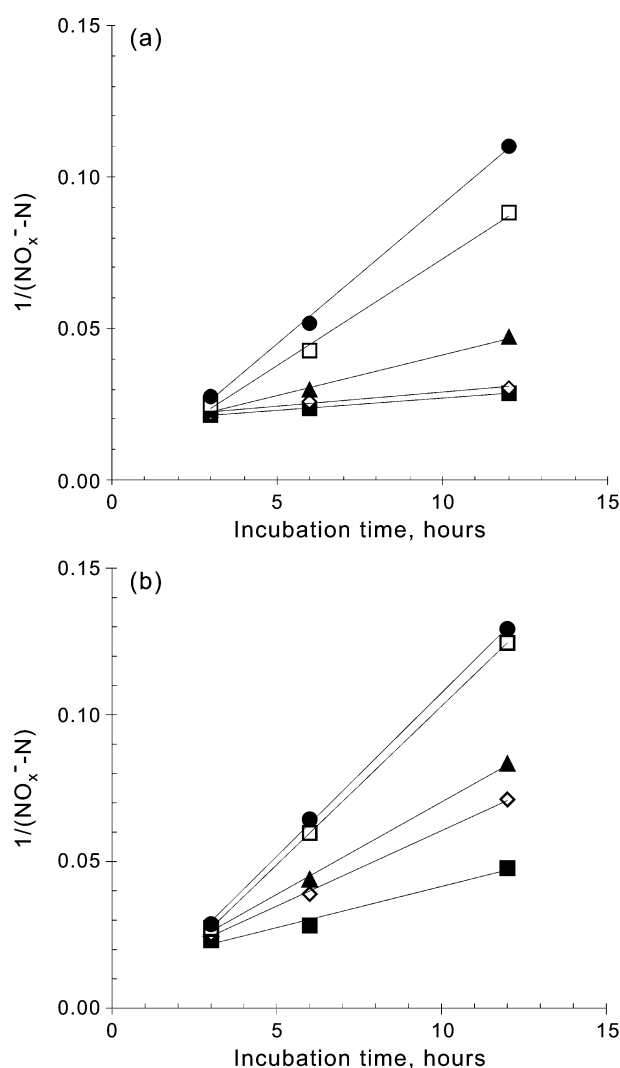 (a)
0.15
0.10
0.05
0.00
1/(NOₓ⁻-N)
0 5 10 15
Incubation time, hours
(b)
0.15
0.10
0.05
0.00
1/(NOₓ⁻-N)
0 5 10 15
Incubation time, hours